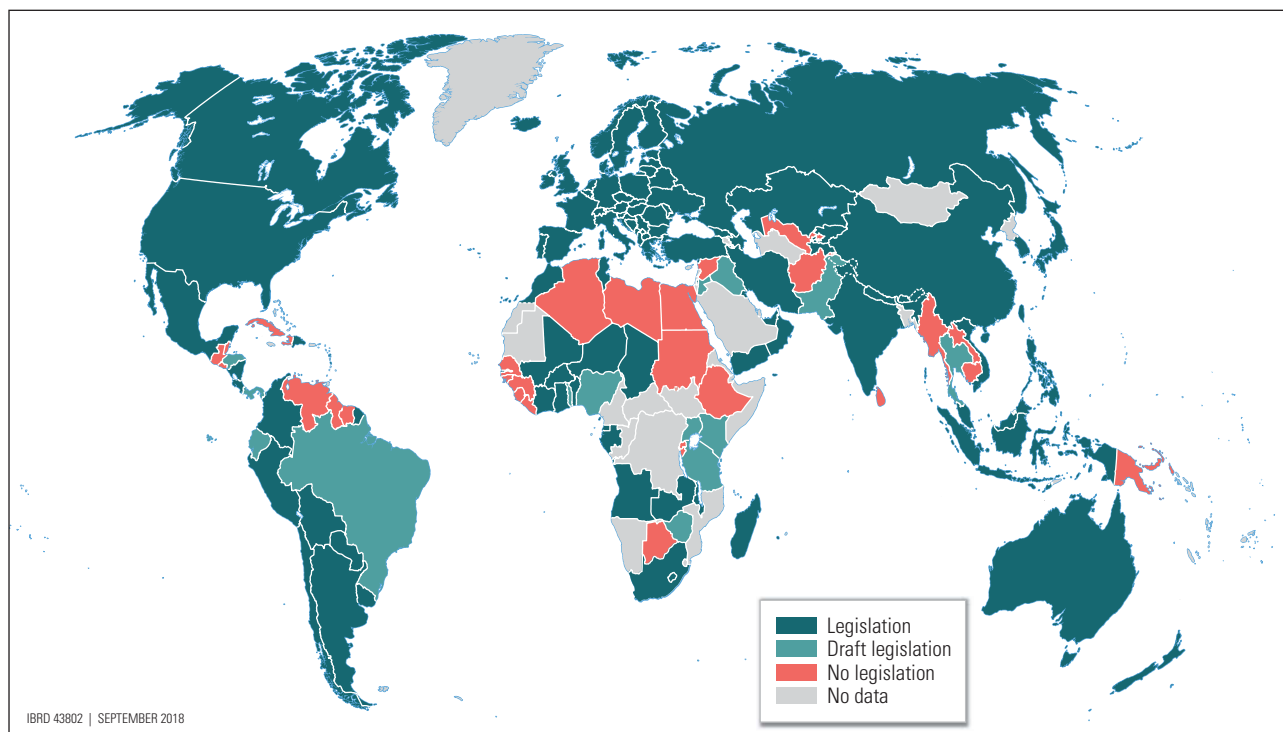 Legislation
Draft legislation
No legislation
No data
IBRD 43802 | SEPTEMBER 2018